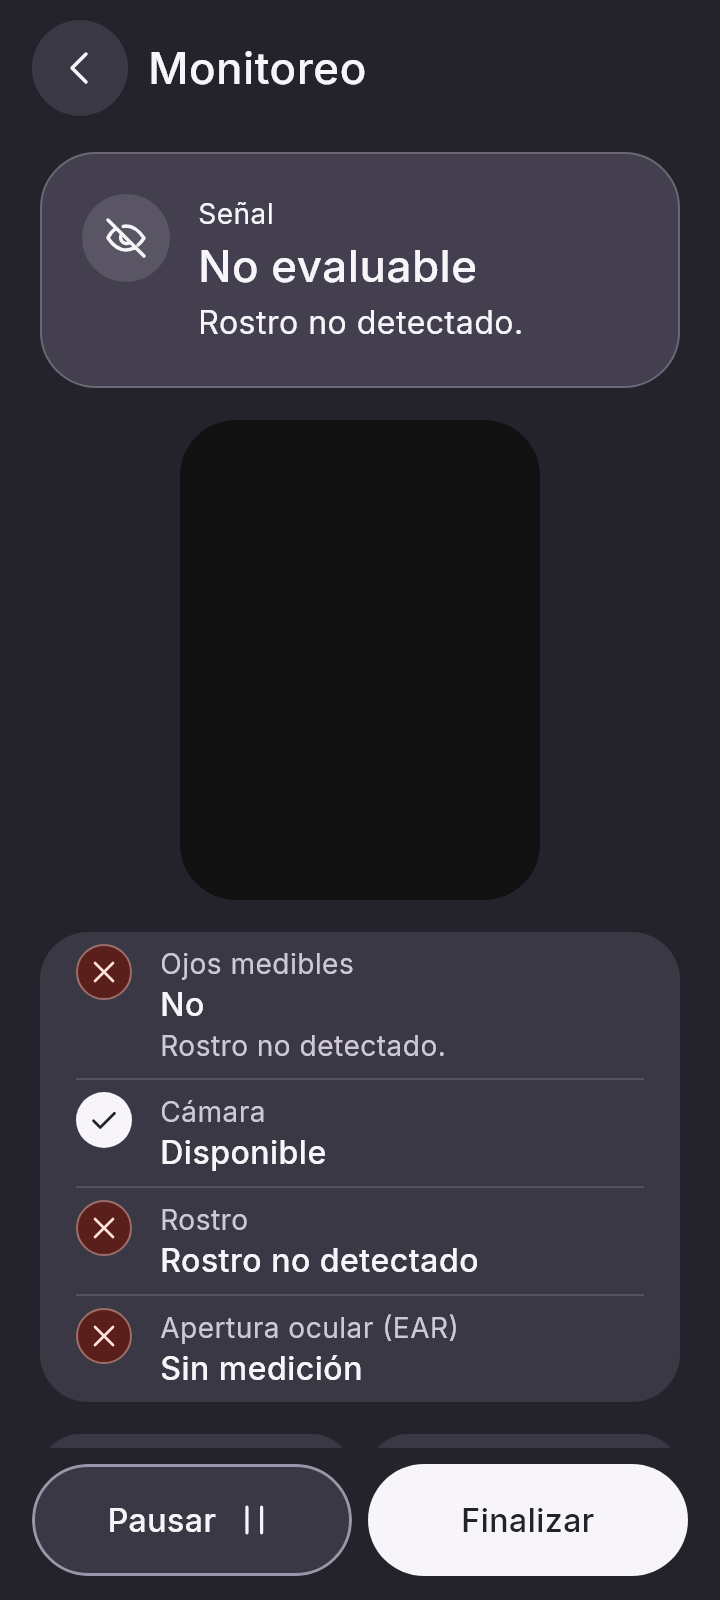 Monitoreo
Señal
No evaluable
Rostro no detectado.
Ojos medibles
No
Rostro no detectado.
Cámara
Disponible
Rostro
Rostro no detectado
Apertura ocular (EAR)
Sin medición
Pausar
Finalizar